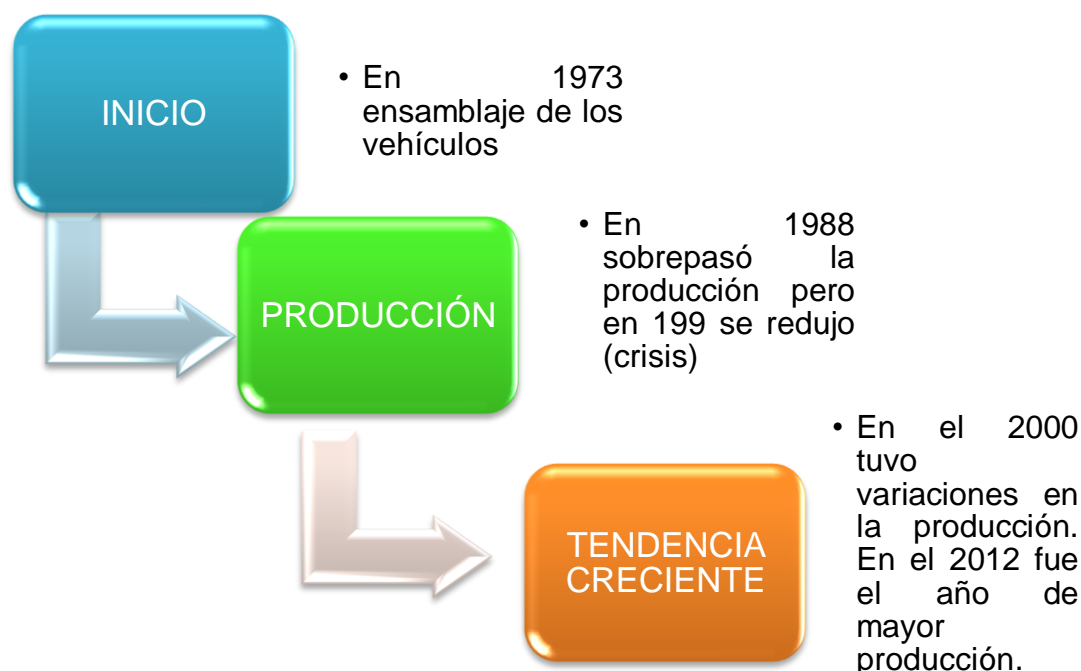 INICIO
• En 1973
ensamblaje de los
vehículos
PRODUCCIÓN
• En 1988
sobrepasó la
producción pero
en 199 se redujo
(crisis)
TENDENCIA
CRECIENTE
• En el 2000
tuvo
variaciones en
la producción.
En el 2012 fue
el año de
mayor
producción.